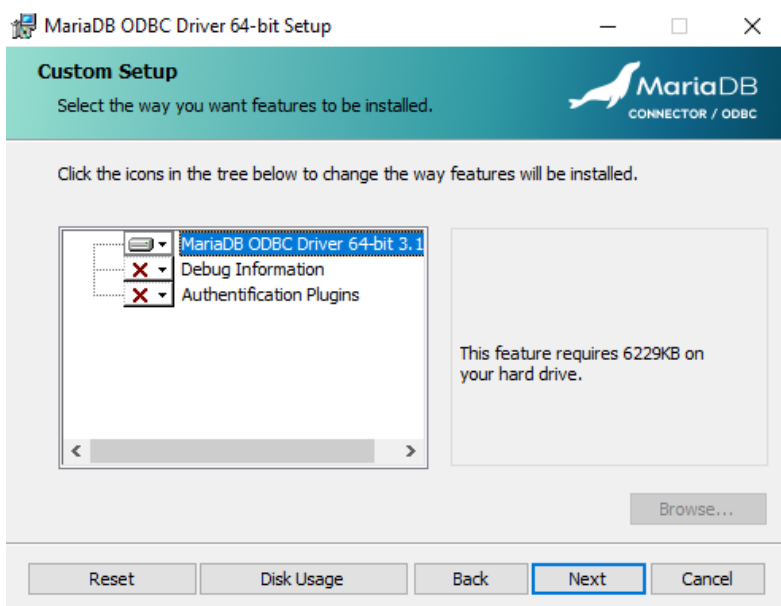 MariaDB ODBC Driver 64-bit Setup
Custom Setup
Select the way you want features to be installed.
MariaDB
CONNECTOR / ODBC
Click the icons in the tree below to change the way features will be installed.
MariaDB ODBC Driver 64-bit 3.1
Debug Information
Authentification Plugins
This feature requires 6229KB on
your hard drive.
Browse...
Reset
Disk Usage
Back
Next
Cancel